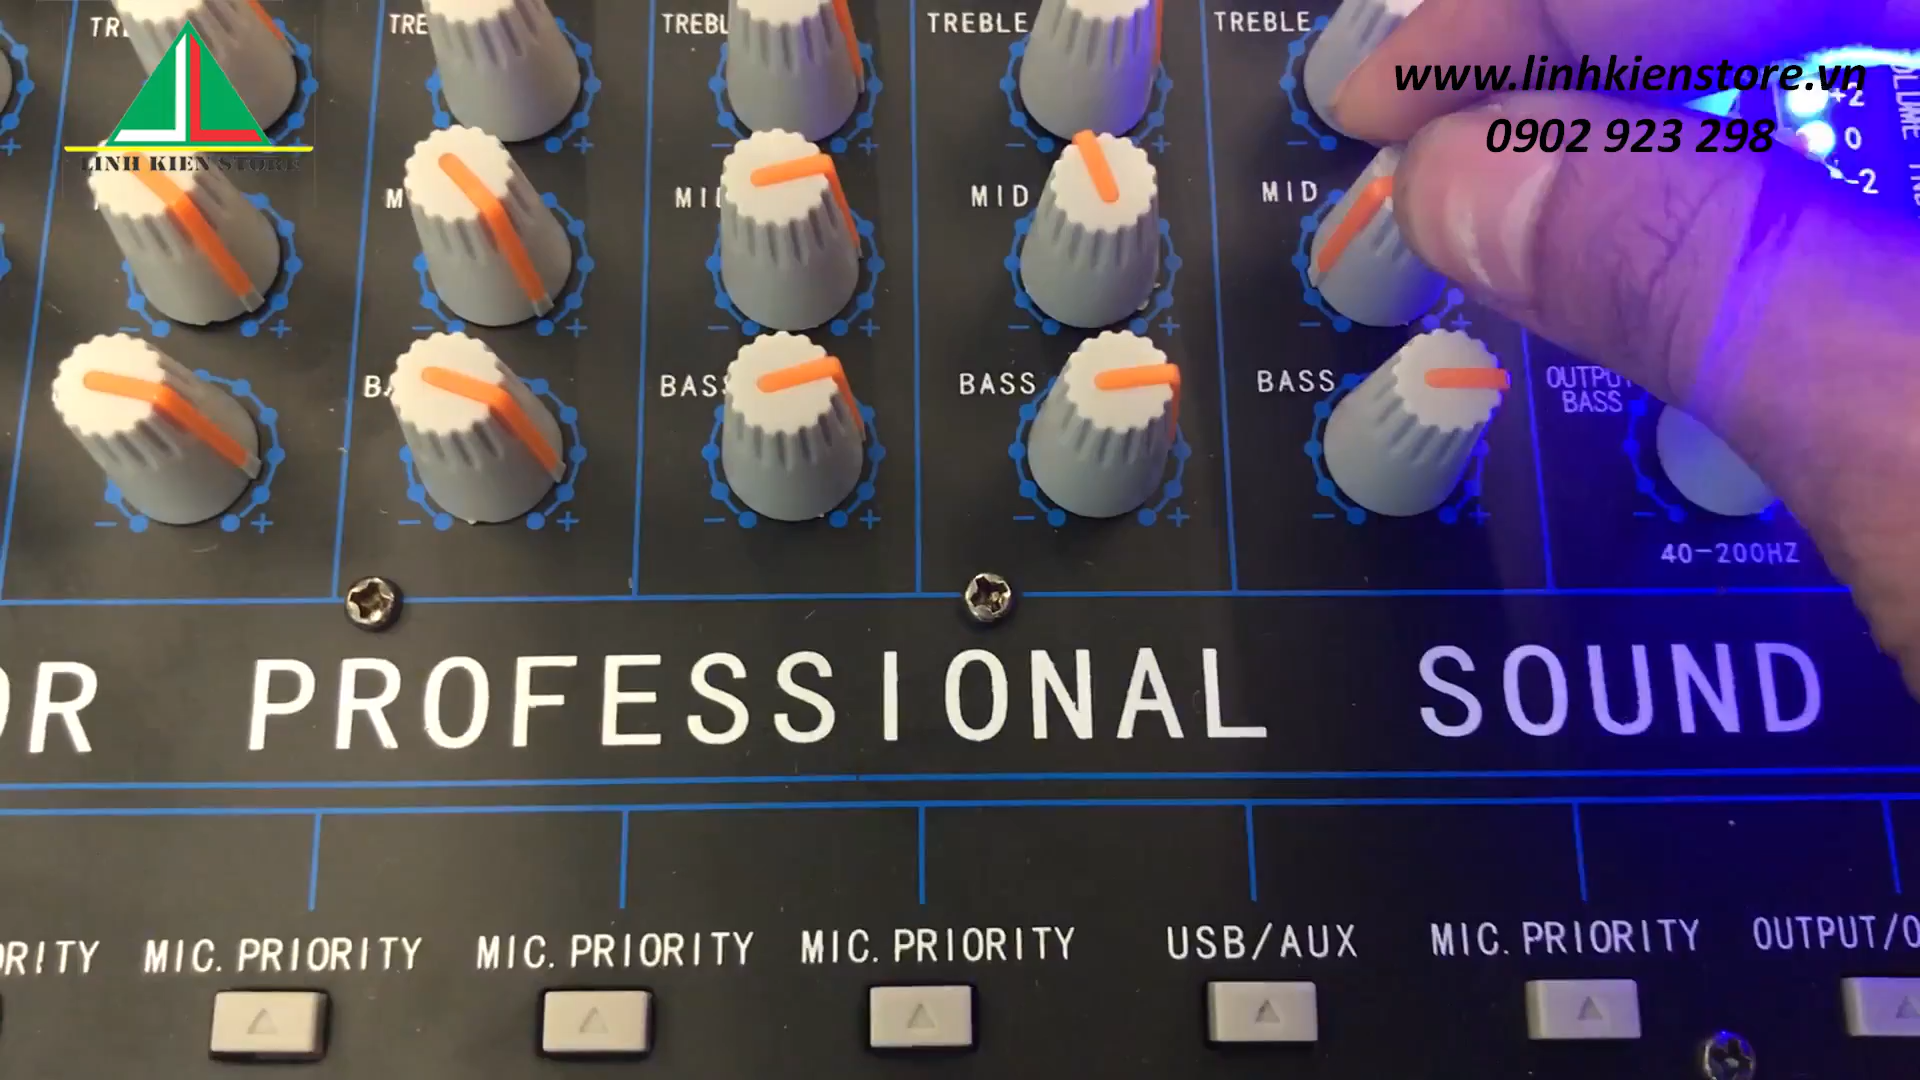 TREBLE
TREBLE
www.linhkienstore.vn
0902 923 298
+2
0
-2
LINH KIEN STORE
MID
MID
BASS
BASS
BASS
OUTPUT
BASS
40-200HZ
PROFESSIONAL SOUND
MIC. PRIORITY
MIC. PRIORITY
MIC. PRIORITY
USB/AUX
MIC. PRIORITY